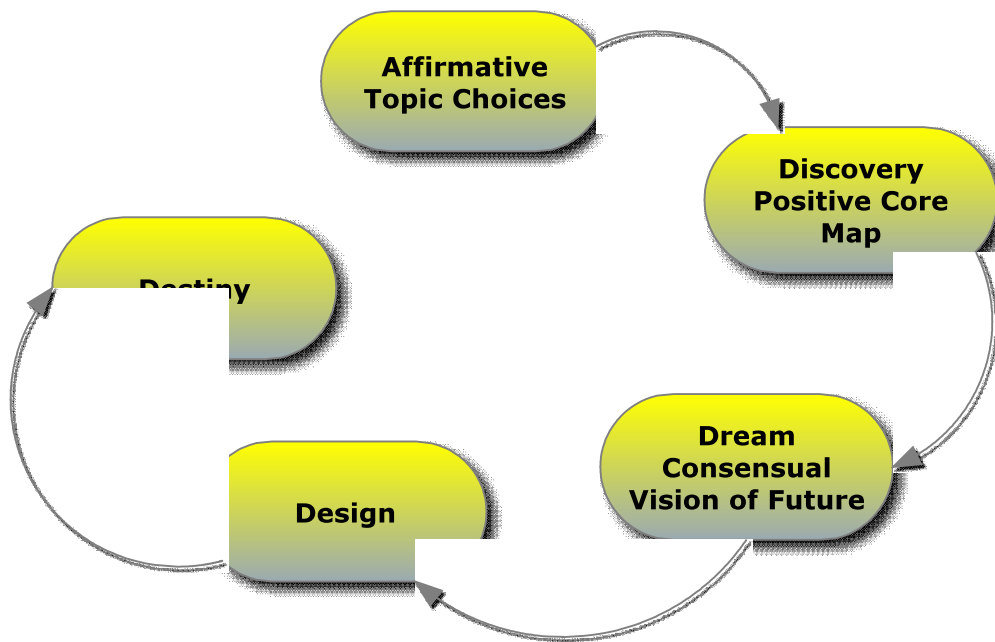 Affirmative
Topic Choices
Discovery
Positive Core
Map
Dream
Consensual
Vision of Future
Design
Destiny